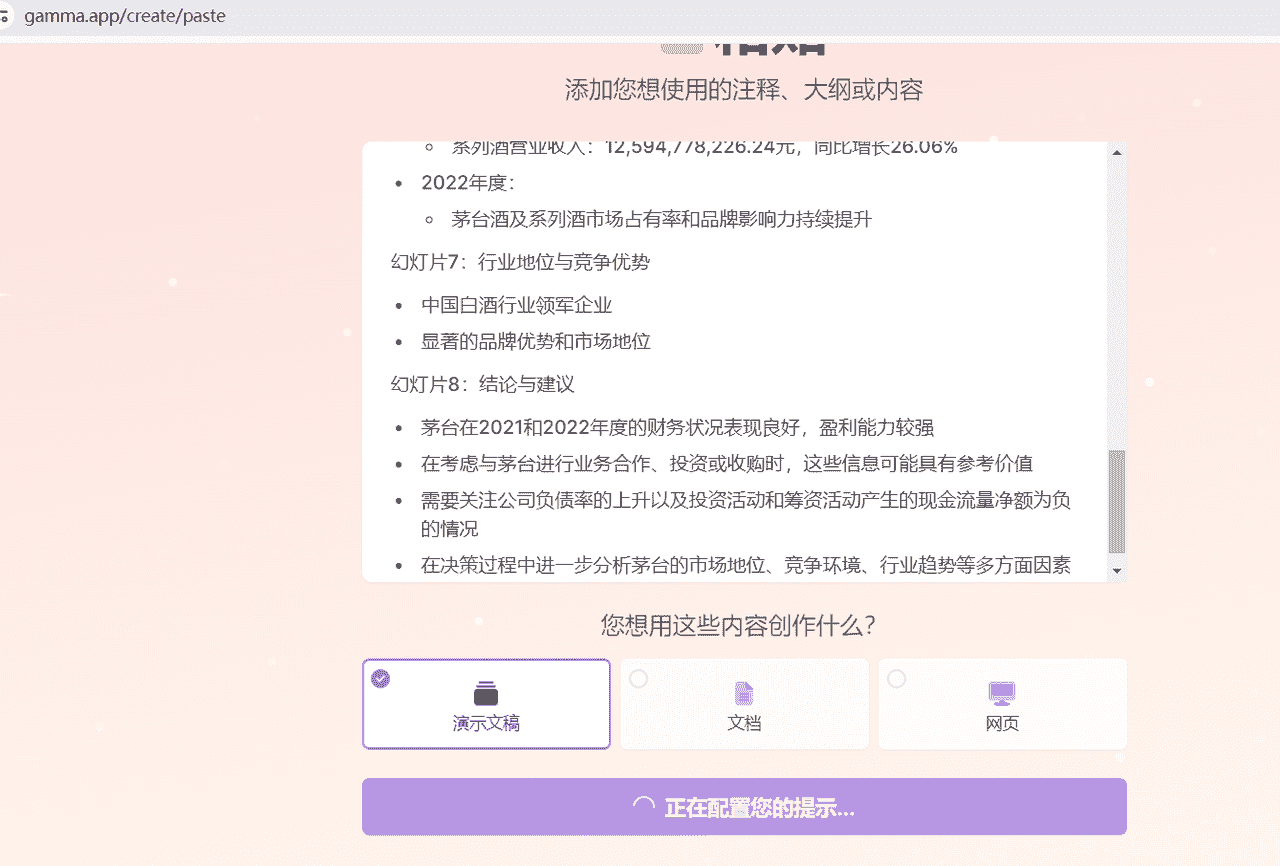 gamma.app/create/paste
添加您想使用的注释、大纲或内容
系列酒营业收入：12,594,778,226.24元，同比增长26.06%
2022年度：
茅台酒及系列酒市场占有率和品牌影响力持续提升
幻灯片7：行业地位与竞争优势
中国白酒行业领军企业
显著的品牌优势和市场地位
幻灯片8：结论与建议
茅台在2021和2022年度的财务状况表现良好，盈利能力较强
在考虑与茅台进行业务合作、投资或收购时，这些信息可能具有参考价值
需要关注公司负债率的上升以及投资活动和筹资活动产生的现金流量净额为负
的情况
在决策过程中进一步分析茅台的市场地位、竞争环境、行业趋势等多方面因素
您想用这些内容创作什么？
演示文稿
文档
网页
正在配置您的提示...